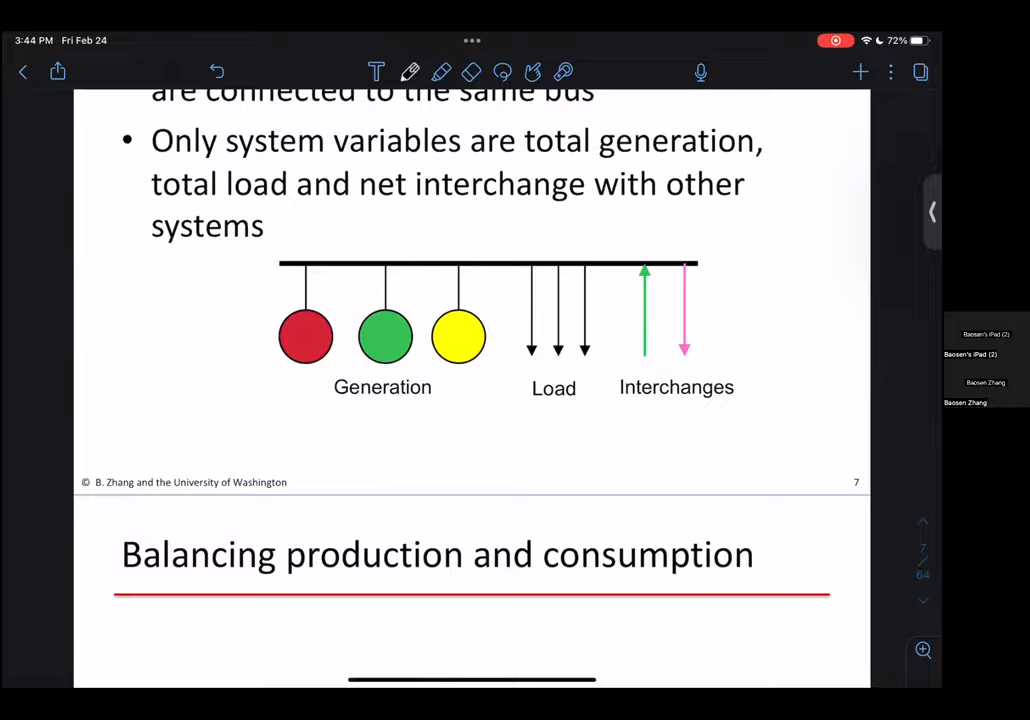 3:44 PM Fri Feb 24
72%
are connected to the same bus
• Only system variables are total generation,
total load and net interchange with other
systems
Generation
Load
Interchanges
© B. Zhang and the University of Washington
7
Balancing production and consumption
7
64
Baosen's iPad (2)
Baosen's iPad (2)
Baosen Zhang
Baosen Zhang